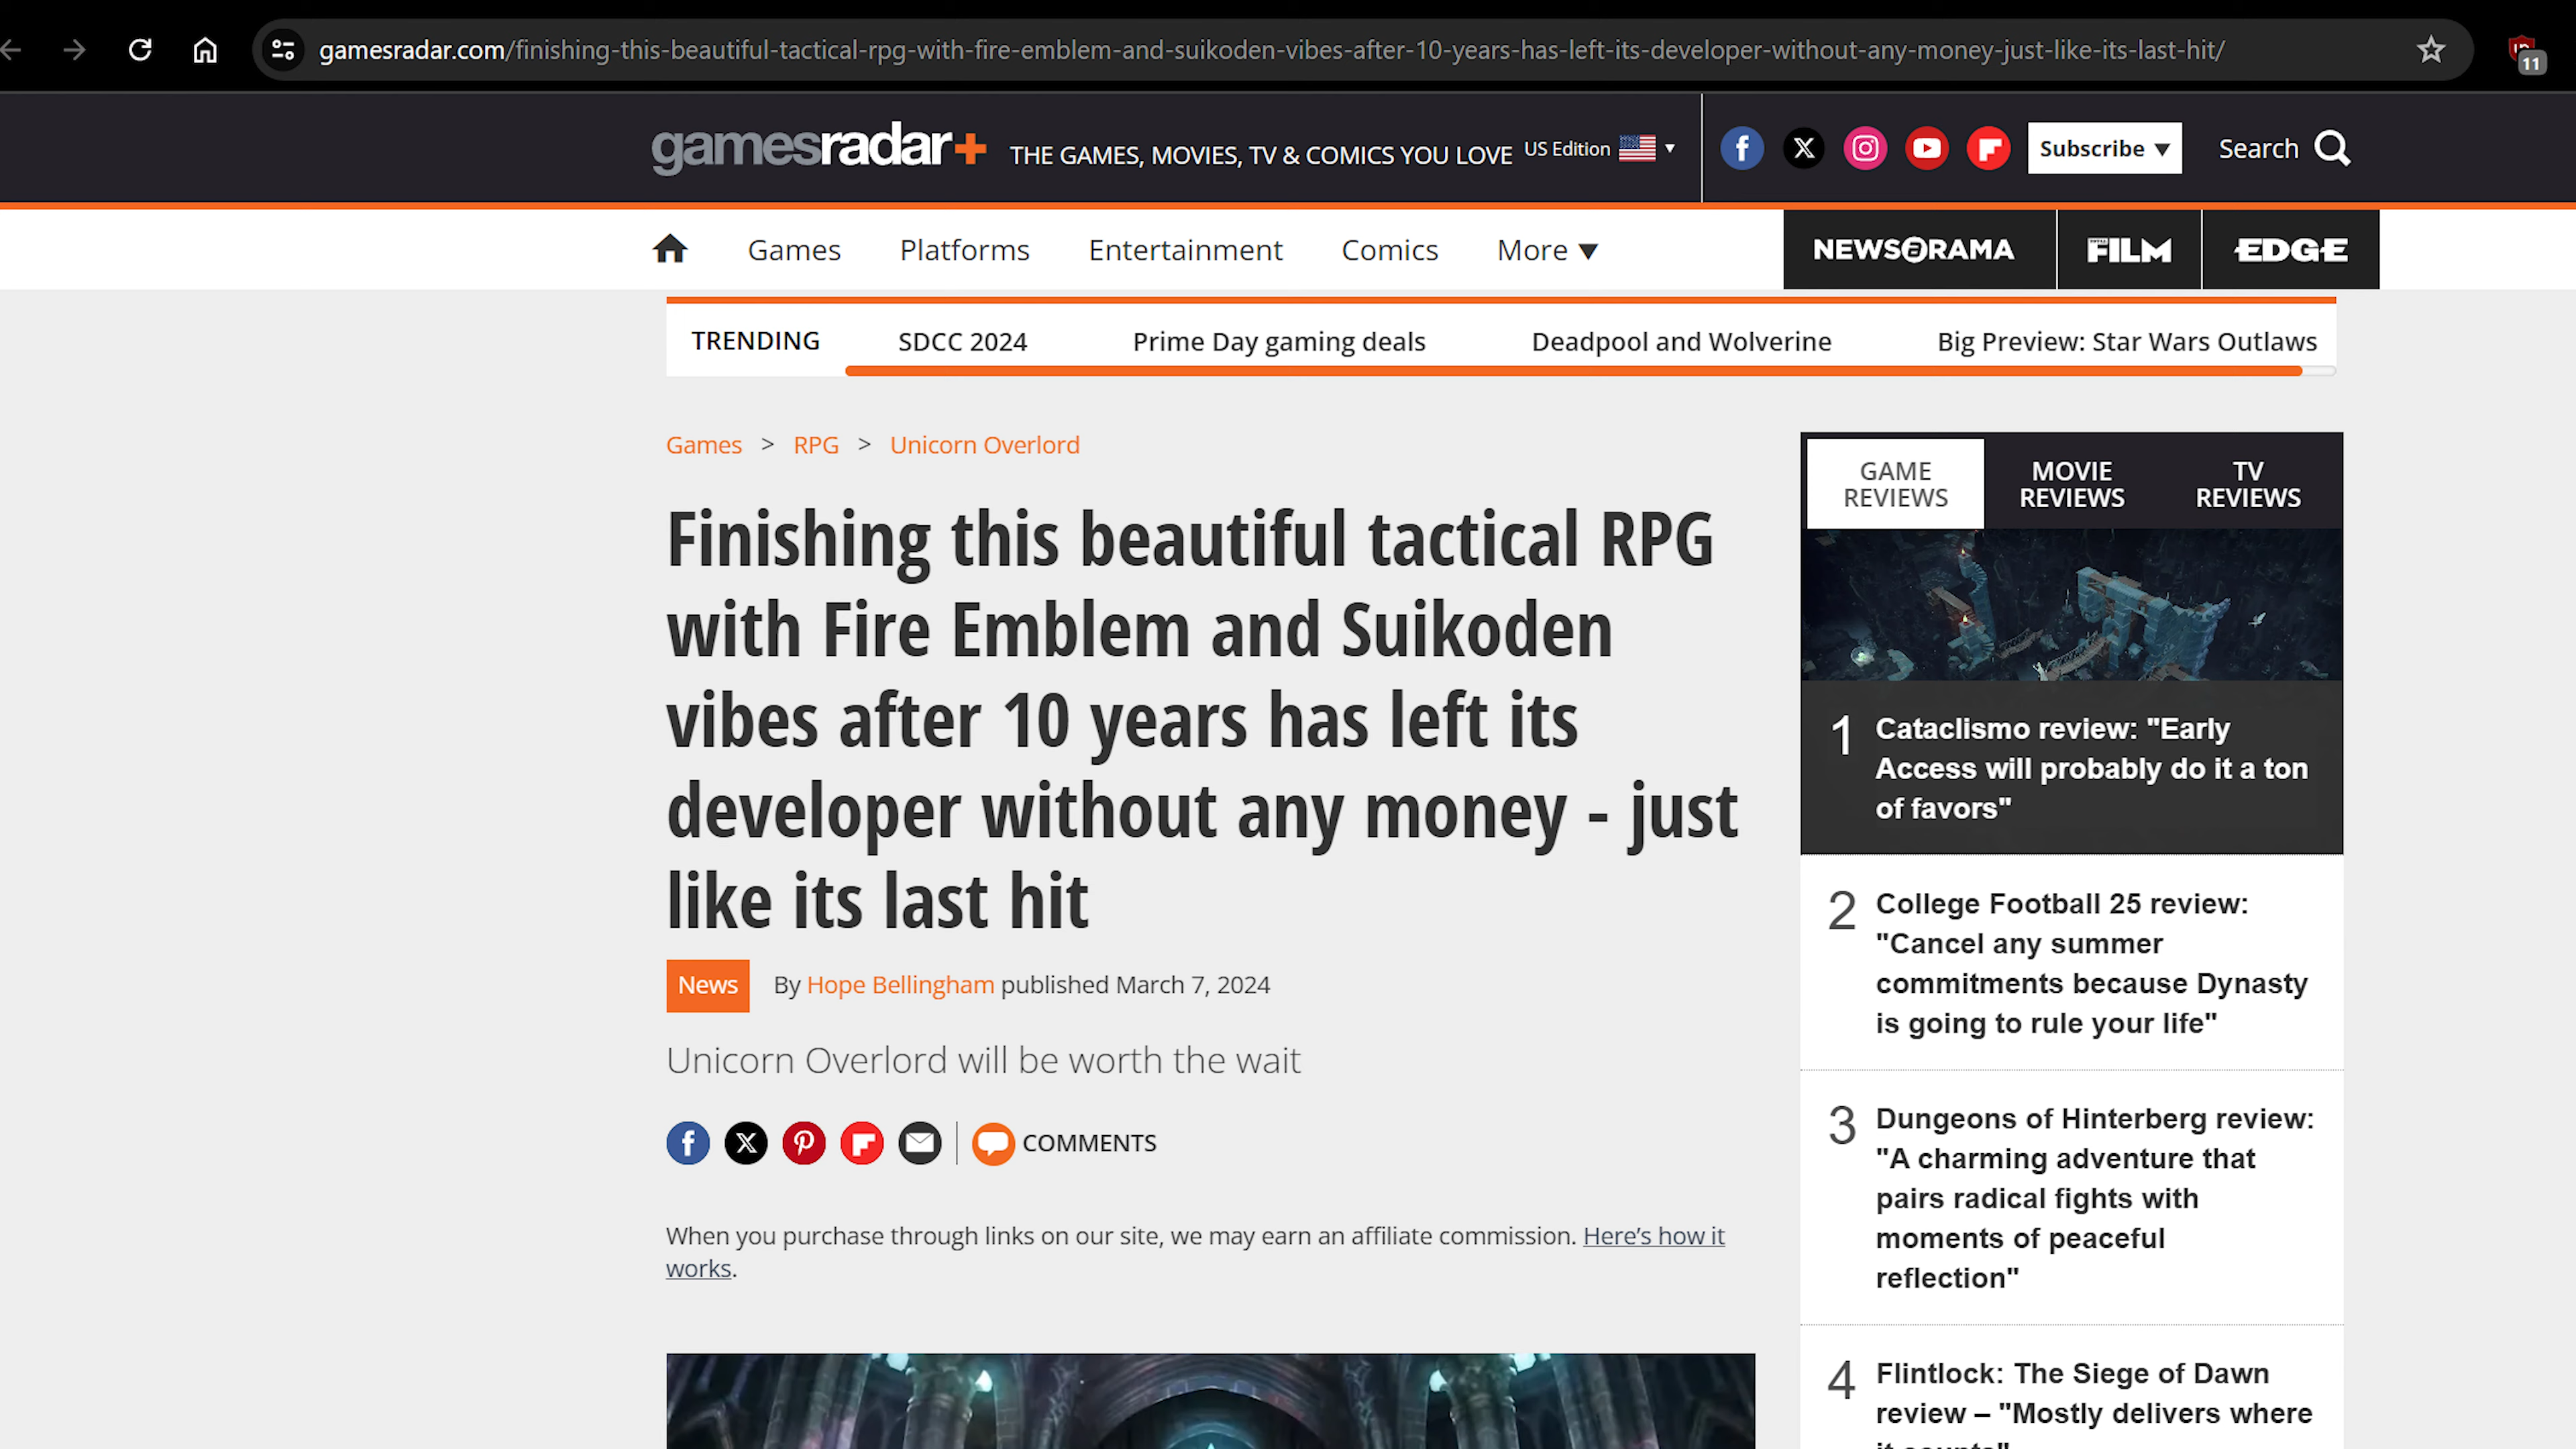 gamesradar.com/finishing-this-beautiful-tactical-rpg-with-fire-emblem-and-suikoden-vibes-after-10-years-has-left-its-developer-without-any-money-just-like-its-last-hit/
11
gamesradar+ THE GAMES, MOVIES, TV & COMICS YOU LOVE US Edition Subscribe Search
Games Platforms Entertainment Comics More NEWSARAMA FILM EDGE
TRENDING SDCC 2024 Prime Day gaming deals Deadpool and Wolverine Big Preview: Star Wars Outlaws
Games > RPG > Unicorn Overlord
Finishing this beautiful tactical RPG
with Fire Emblem and Suikoden
vibes after 10 years has left its
developer without any money - just
like its last hit
News By Hope Bellingham published March 7, 2024
Unicorn Overlord will be worth the wait
COMMENTS
When you purchase through links on our site, we may earn an affiliate commission. Here’s how it
works.
GAME
REVIEWS
MOVIE
REVIEWS
TV
REVIEWS
1 Cataclismo review: "Early
Access will probably do it a ton
of favors"
2 College Football 25 review:
"Cancel any summer
commitments because Dynasty
is going to rule your life"
3 Dungeons of Hinterberg review:
"A charming adventure that
pairs radical fights with
moments of peaceful
reflection"
4 Flintlock: The Siege of Dawn
review – "Mostly delivers where
it counts"